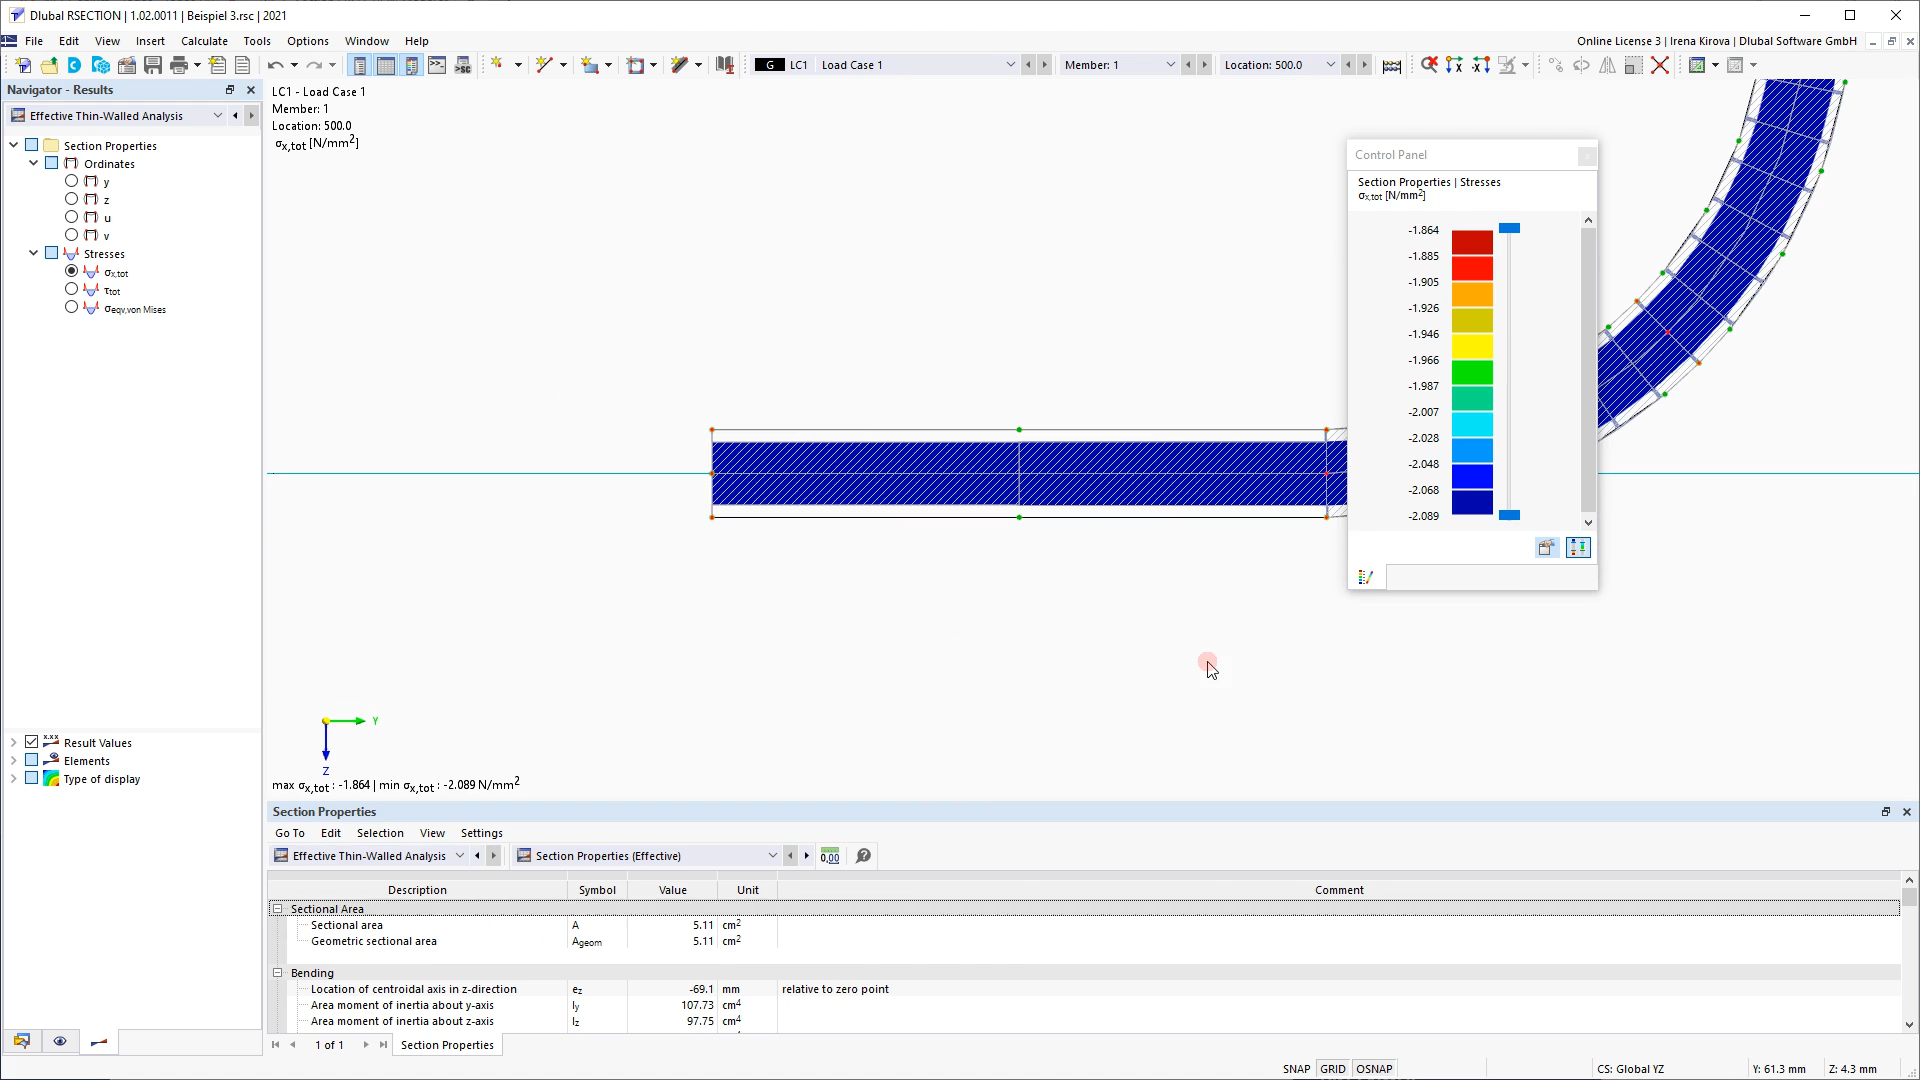 Dlubal RSECTION | 1.02.0011 | Beispiel 3.rsc | 2021
File Edit View Insert Calculate Tools Options Window Help
Online License 3 | Irena Kirova | Dlubal Software GmbH
G LC1 Load Case 1 Member: 1 Location: 500.0
Navigator - Results
Effective Thin-Walled Analysis
Section Properties
Ordinates
y
z
u
v
Stresses
σx,tot
τtot
σeqv,von Mises
Result Values
Elements
Type of display
LC1 - Load Case 1
Member: 1
Location: 500.0
σx,tot [N/mm2]
Control Panel
Section Properties | Stresses
σx,tot [N/mm2]
-1.864
-1.885
-1.905
-1.926
-1.946
-1.966
-1.987
-2.007
-2.028
-2.048
-2.068
-2.089
Y
Z
max σx,tot : -1.864 | min σx,tot : -2.089 N/mm2
Section Properties
Go To Edit Selection View Settings
Effective Thin-Walled Analysis Section Properties (Effective) 0,00
Description Symbol Value Unit Comment
Sectional Area
Sectional area A 5.11 cm2
Geometric sectional area Ageom 5.11 cm2
Bending
Location of centroidal axis in z-direction ez -69.1 mm relative to zero point
Area moment of inertia about y-axis Iy 107.73 cm4
Area moment of inertia about z-axis Iz 97.75 cm4
1 of 1 Section Properties
SNAP GRID OSNAP CS: Global YZ Y: 61.3 mm Z: 4.3 mm